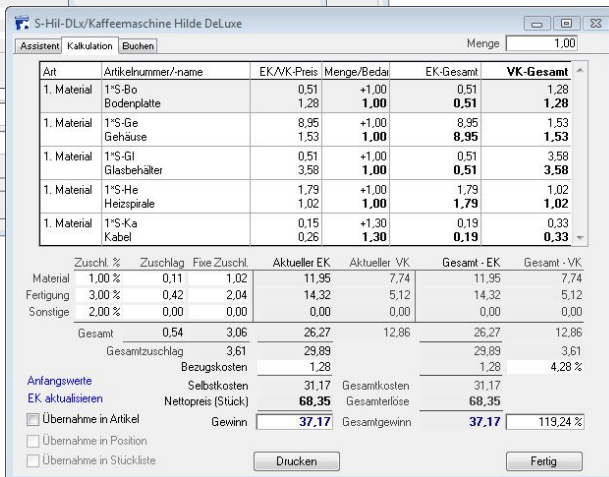 S-Hil-DLx/Kaffeemaschine Hilde DeLuxe
Assistent Kalkulation Buchen Menge 1,00
Art Artikelnummer/-name EK/VK-Preis Menge/Bedar EK-Gesamt VK-Gesamt
1. Material 1*S-Bo 0,51 +1,00 0,51 1,28
Bodenplatte 1,28 1,00 0,51 1,28
1. Material 1*S-Ge 8,95 +1,00 8,95 1,53
Gehäuse 1,53 1,00 8,95 1,53
1. Material 1*S-Gl 0,51 +1,00 0,51 3,58
Glasbehälter 3,58 1,00 0,51 3,58
1. Material 1*S-He 1,79 +1,00 1,79 1,02
Heizspirale 1,02 1,00 1,79 1,02
1. Material 1*S-Ka 0,15 +1,30 0,19 0,33
Kabel 0,26 1,30 0,19 0,33
Zuschl. % Zuschlag Fixe Zuschl. Aktueller EK Aktueller VK Gesamt - EK Gesamt - VK
Material 1,00 % 0,11 1,02 11,95 7,74 11,95 7,74
Fertigung 3,00 % 0,42 2,04 14,32 5,12 14,32 5,12
Sonstige 2,00 % 0,00 0,00 0,00 0,00 0,00 0,00
Gesamt 0,54 3,06 26,27 12,86 26,27 12,86
Gesamtzuschlag 3,61 29,89 29,89 3,61
Bezugskosten 1,28 1,28 4,28 %
Anfangswerte Selbstkosten 31,17 Gesamtkosten 31,17
EK aktualisieren Nettopreis (Stück) 68,35 Gesamterlöse 68,35
Übernahme in Artikel Gewinn 37,17 Gesamtgewinn 37,17 119,24 %
Übernahme in Position
Übernahme in Stückliste Drucken Fertig